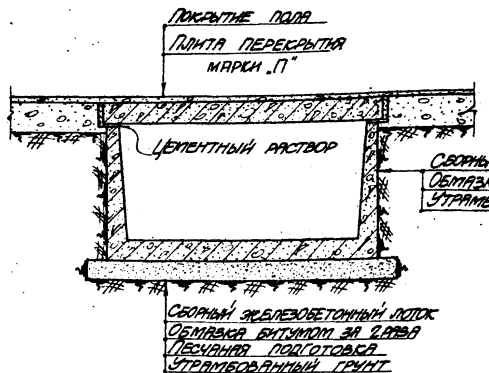 ПОКРЫТИЕ ПОЛА
ПЛИТА ПЕРЕКРЫТИЯ
МАРКИ „П"
ЦЕМЕНТНЫЙ РАСТВОР
СБОРНЫ
ОБМАЗК
УТРАМБ
СБОРНЫЙ ЖЕЛЕЗОБЕТОННЫЙ ЛОТОК
ОБМАЗКА БИТУМОМ ЗА 2 РАЗА
ПЕСЧАНАЯ ПОДГОТОВКА
УТРАМБОВАННЫЙ ГРУНТ